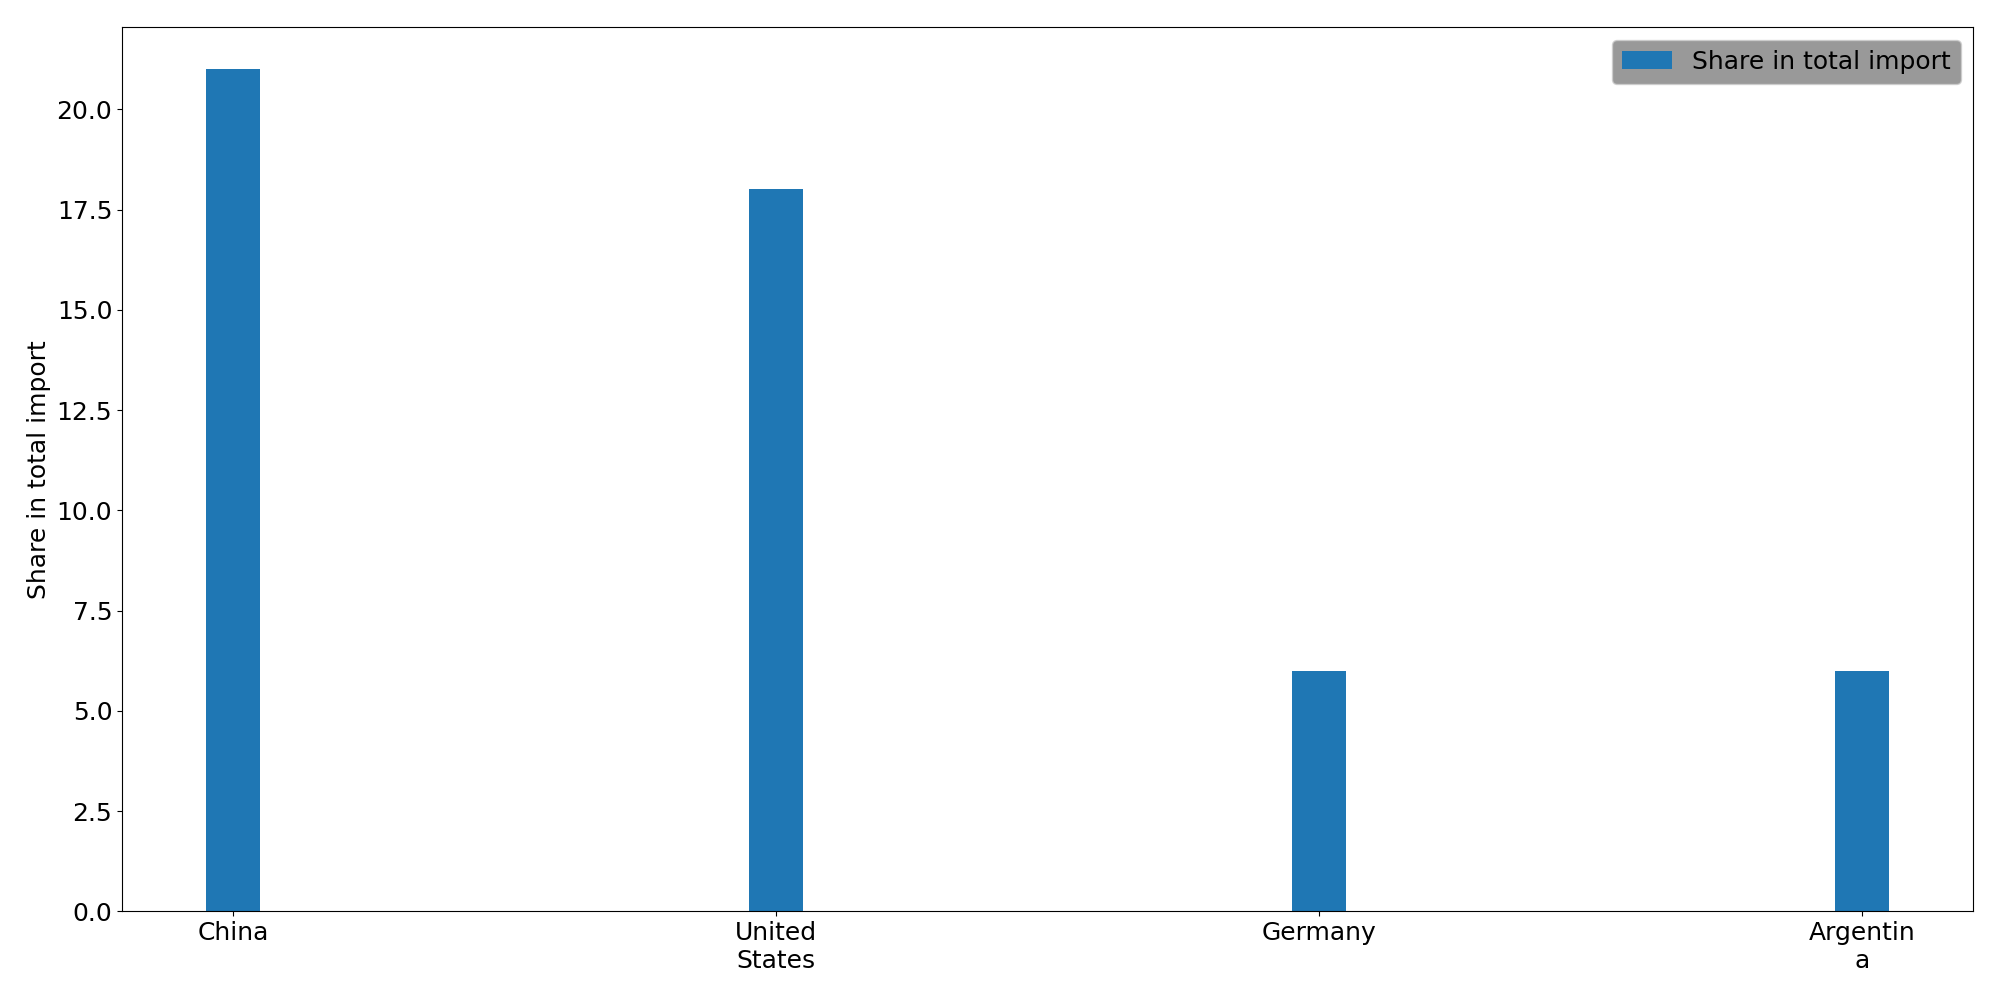 Share in total import
20.0
17.5
15.0
12.5
10.0
7.5
5.0
2.5
0.0
Share in total import
China
United
States
Germany
Argentin
a